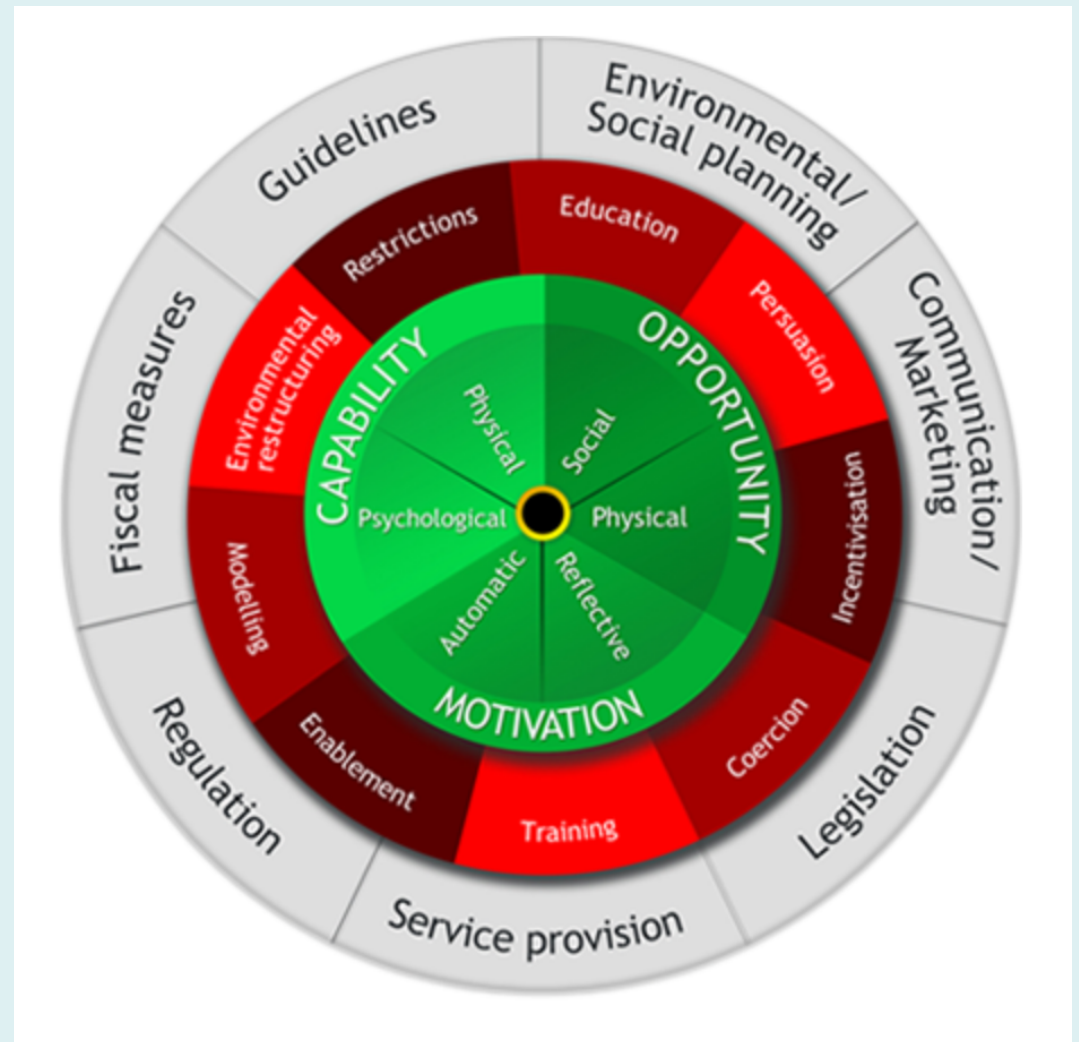 Guidelines
Environmental/
Social planning
Communication/
Marketing
Legislation
Service provision
Regulation
Fiscal measures
Restrictions
Education
Persuasion
Incentivisation
Coercion
Training
Enablement
Modelling
Environmental
restructuring
CAPABILITY
OPPORTUNITY
MOTIVATION
Physical
Social
Physical
Reflective
Automatic
Psychological